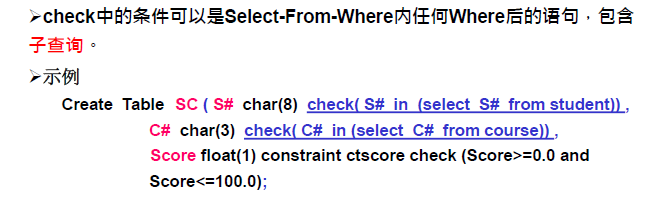 ➢check中的条件可以是Select-From-Where内任何Where后的语句，包含
子查询。
➢示例
Create Table SC ( S# char(8) check( S# in (select S# from student)) ,
C# char(3) check( C# in (select C# from course)) ,
Score float(1) constraint ctscore check (Score>=0.0 and
Score<=100.0);